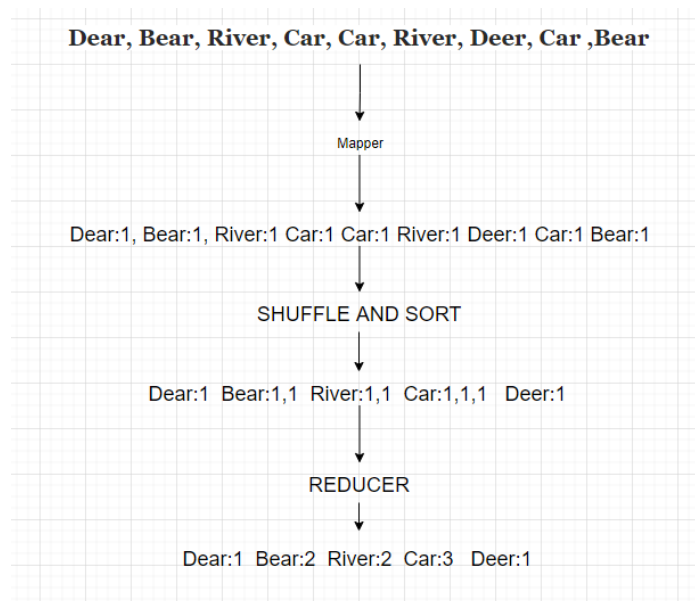 Dear, Bear, River, Car, Car, River, Deer, Car ,Bear
Mapper
Dear:1, Bear:1, River:1 Car:1 Car:1 River:1 Deer:1 Car:1 Bear:1
SHUFFLE AND SORT
Dear:1 Bear:1,1 River:1,1 Car:1,1,1 Deer:1
REDUCER
Dear:1 Bear:2 River:2 Car:3 Deer:1